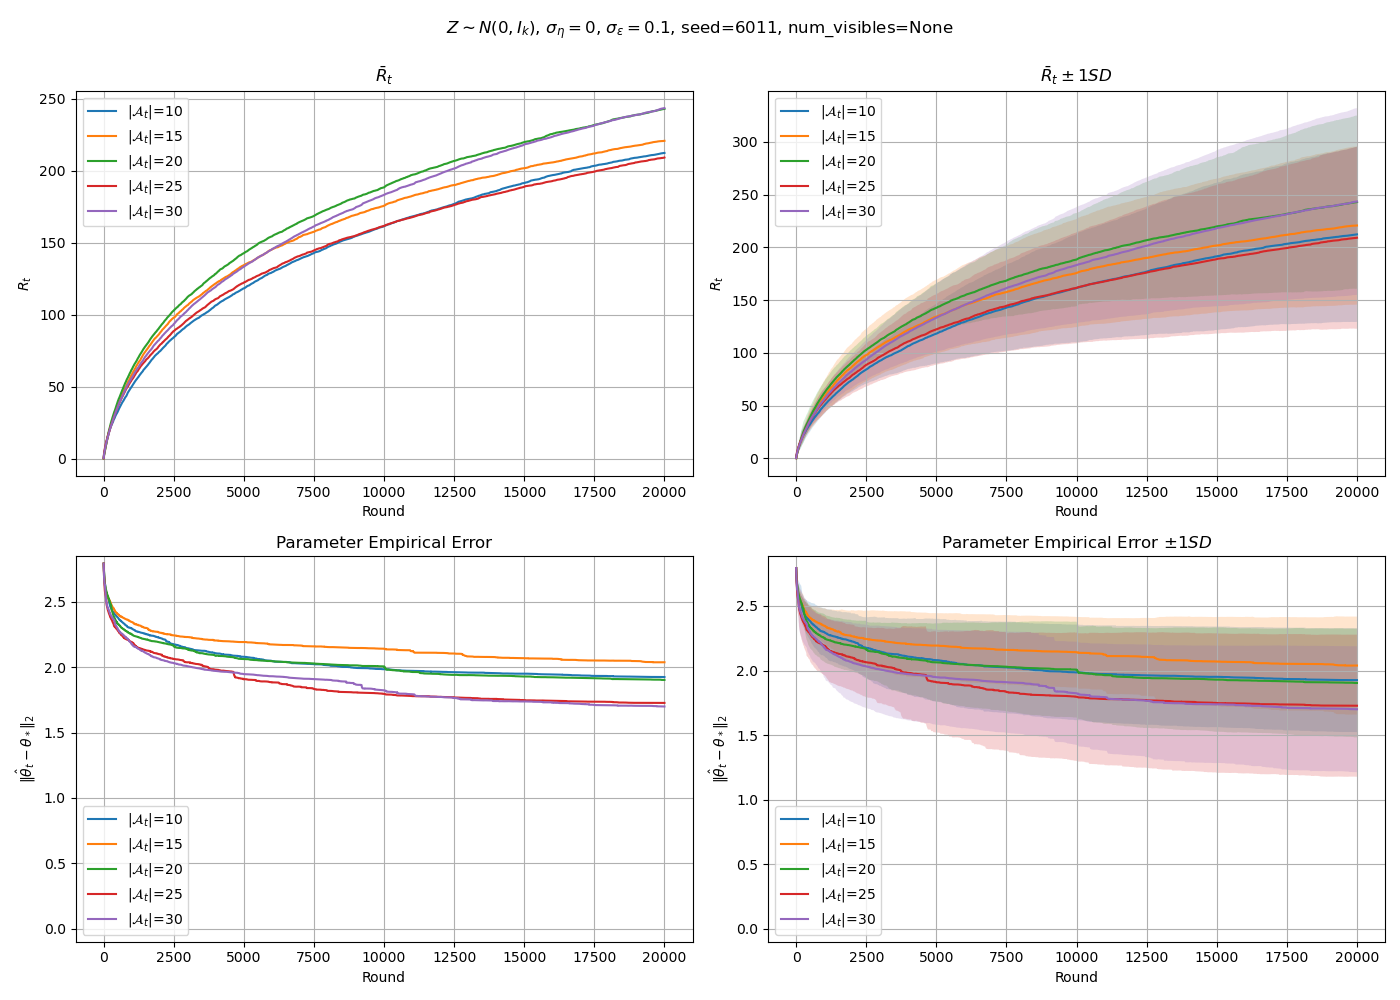 Z ∼ N(0, I_k), σ_η = 0, σ_ε = 0.1, seed=6011, num_visibles=None
R̄_t
R_t
250
200
150
100
50
0
|𝒜_t|=10
|𝒜_t|=15
|𝒜_t|=20
|𝒜_t|=25
|𝒜_t|=30
0 2500 5000 7500 10000 12500 15000 17500 20000
Round
R̄_t ± 1SD
R_t
300
250
200
150
100
50
0
|𝒜_t|=10
|𝒜_t|=15
|𝒜_t|=20
|𝒜_t|=25
|𝒜_t|=30
0 2500 5000 7500 10000 12500 15000 17500 20000
Round
Parameter Empirical Error
‖θ̂_t − θ*‖₂
2.5
2.0
1.5
1.0
0.5
0.0
|𝒜_t|=10
|𝒜_t|=15
|𝒜_t|=20
|𝒜_t|=25
|𝒜_t|=30
0 2500 5000 7500 10000 12500 15000 17500 20000
Round
Parameter Empirical Error ±1SD
‖θ̂_t − θ*‖₂
2.5
2.0
1.5
1.0
0.5
0.0
|𝒜_t|=10
|𝒜_t|=15
|𝒜_t|=20
|𝒜_t|=25
|𝒜_t|=30
0 2500 5000 7500 10000 12500 15000 17500 20000
Round